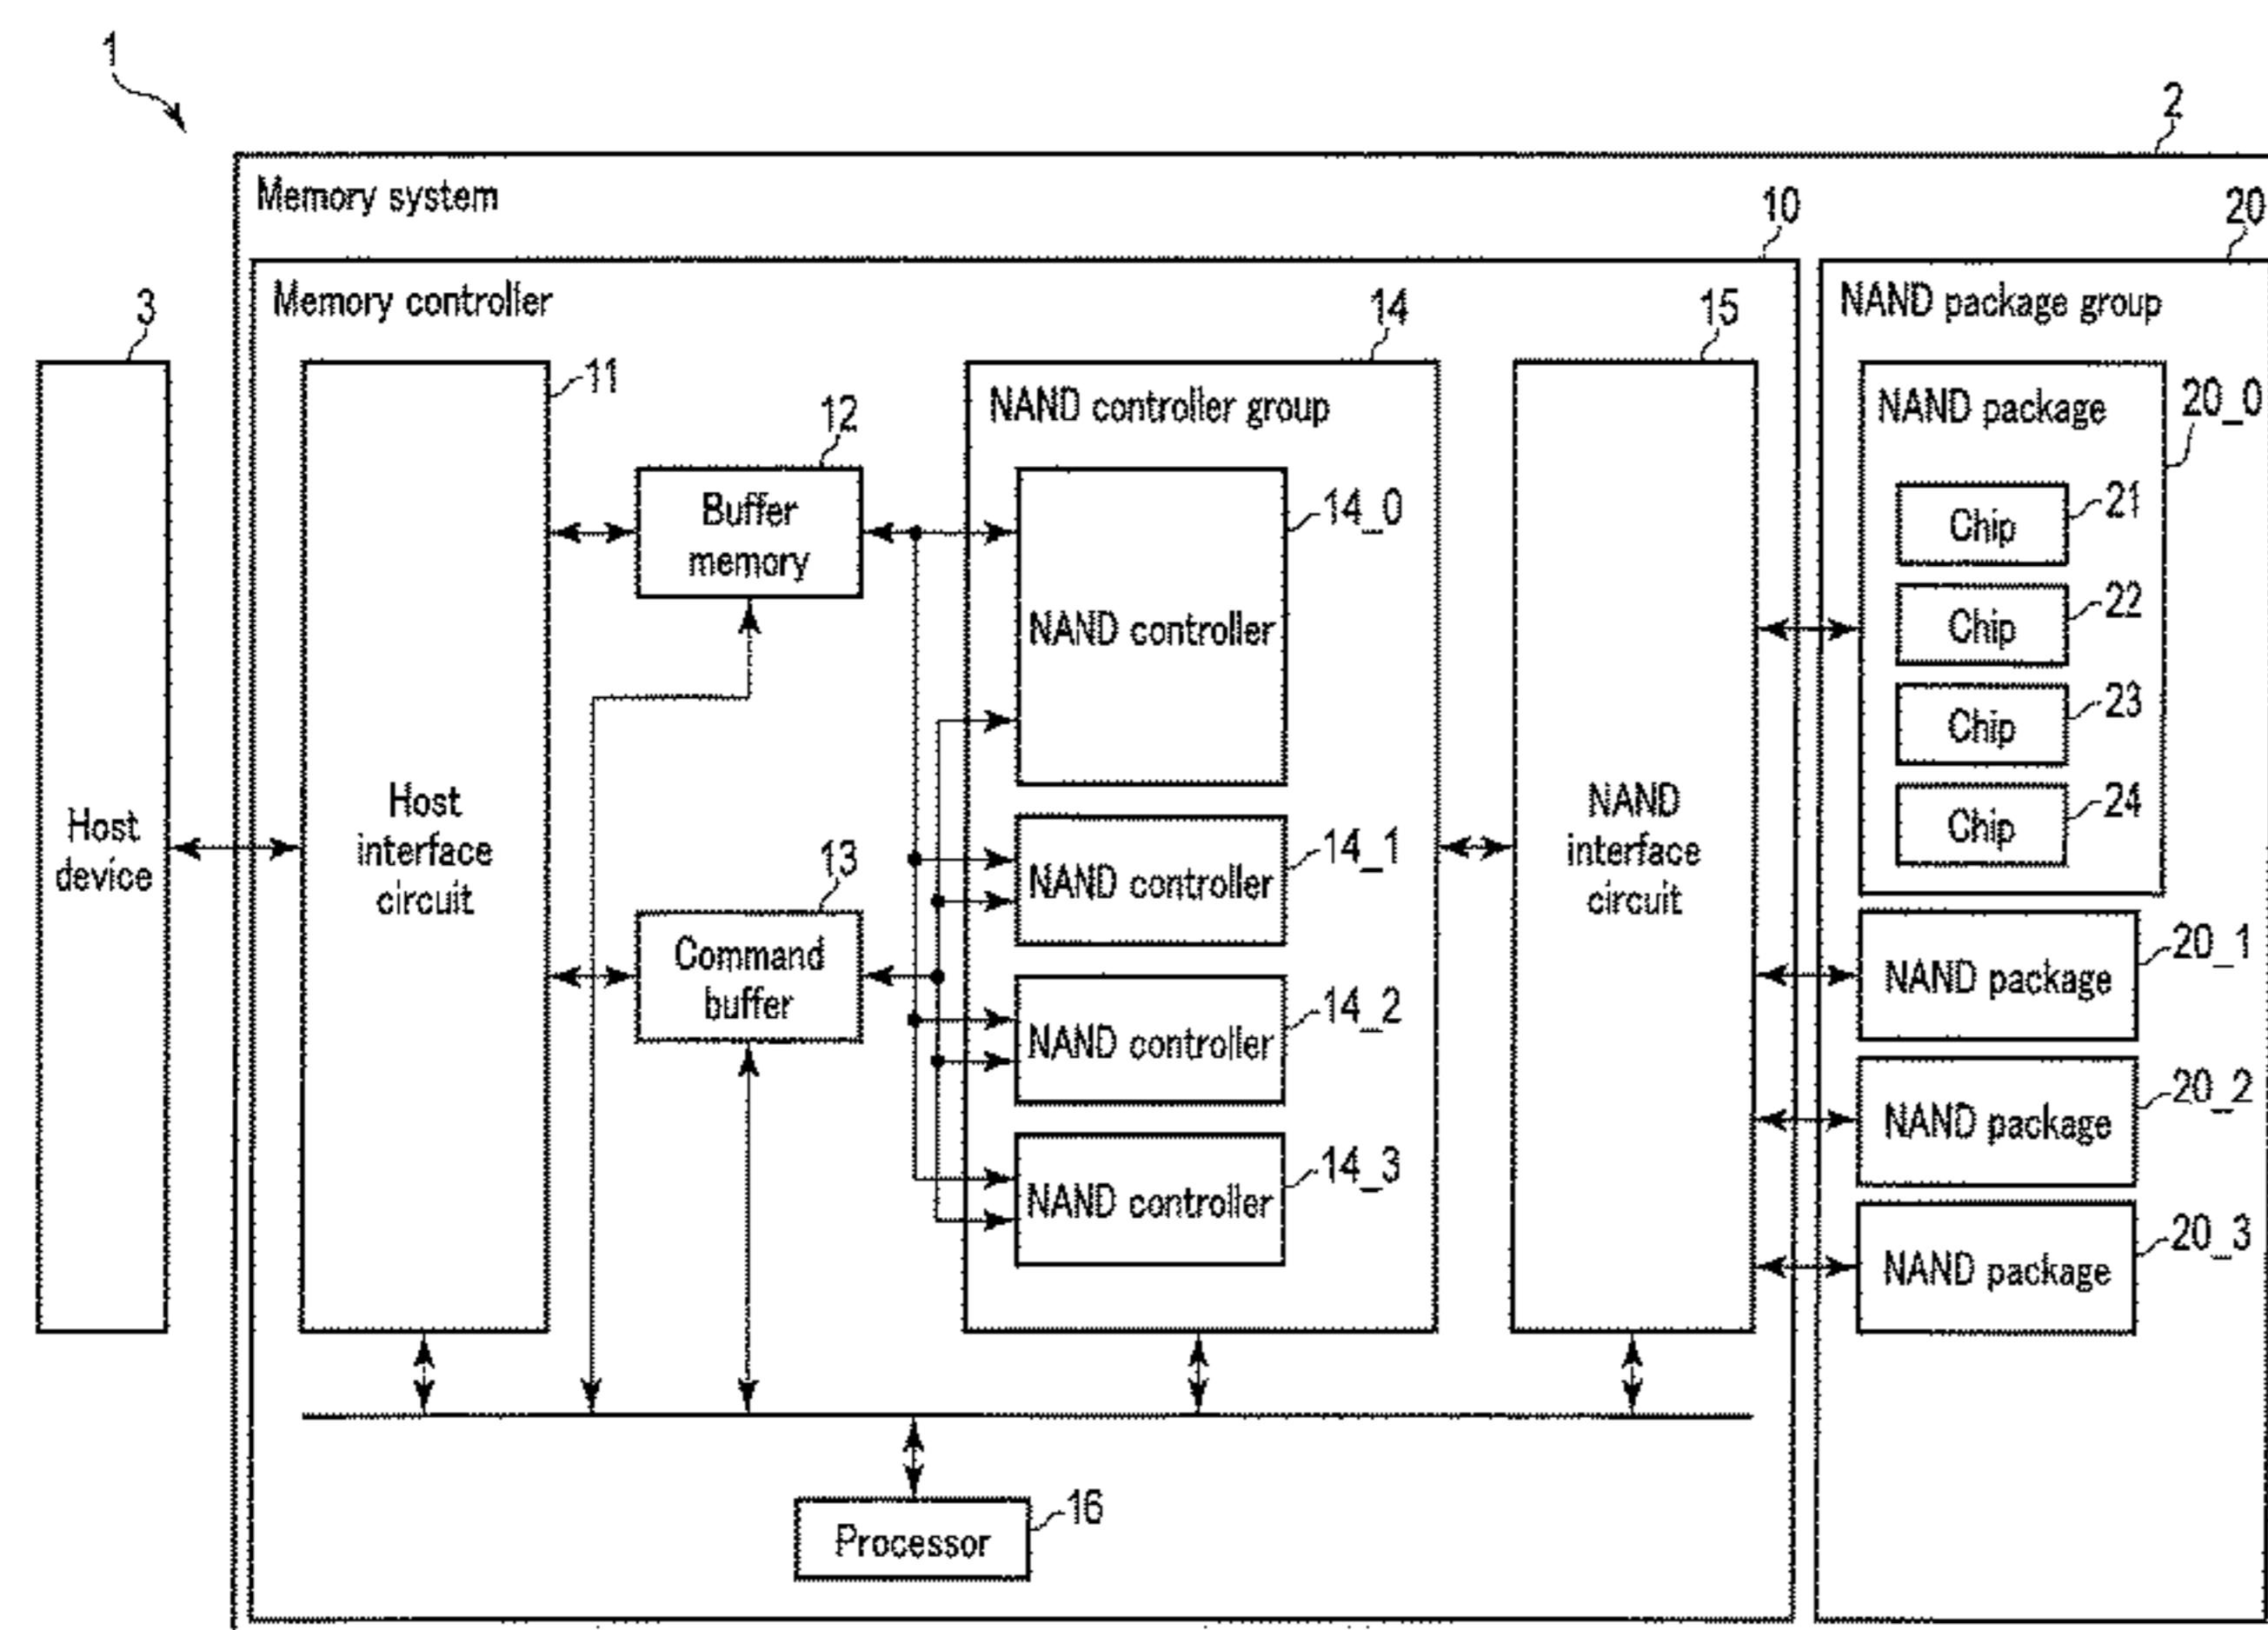 1
2
Memory system
10
20
3
Memory controller
14
15
NAND package group
11
12
NAND controller group
NAND package
20_0
Buffer
memory
14_0
Chip
21
NAND controller
Chip
22
Chip
23
Host
device
Host
interface
circuit
NAND
interface
circuit
Chip
24
13
NAND controller
14_1
Command
buffer
NAND package
20_1
NAND controller
14_2
NAND package
20_2
NAND controller
14_3
NAND package
20_3
Processor
16